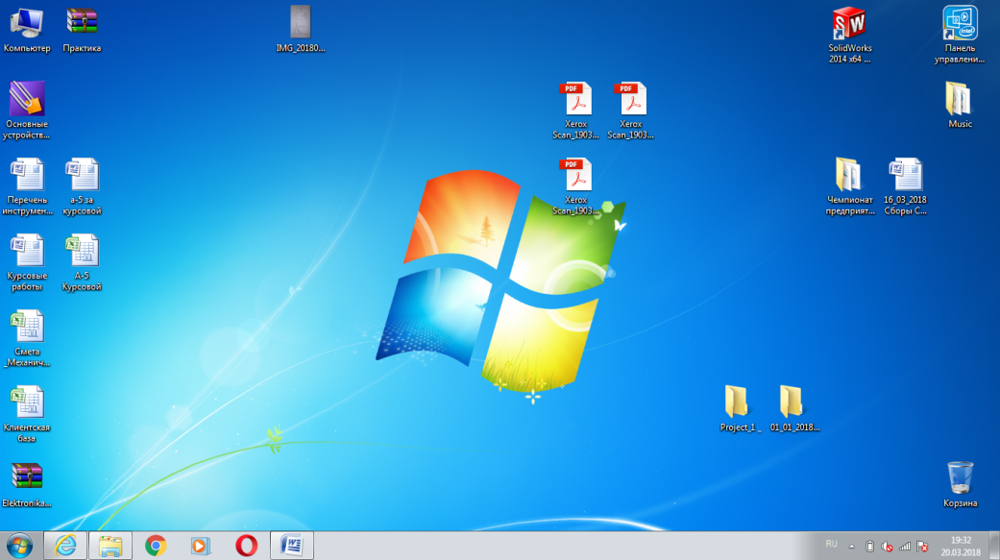 Компьютер
Практика
IMG_20180...
SolidWorks
2014 x64 ...
Панель
управлени...
Основные
устройств...
PDF
Xerox
Scan_1903...
PDF
Xerox
Scan_1903...
Music
Перечень
инструмен...
а-5 за
курсовой
PDF
Xerox
Scan_1903...
Чемпионат
предприят...
16_03_2018
Сборы С...
Курсовые
работы
А-5
Курсовой
Смета
_Механич...
Клиентская
база
Project_1_
01_01_2018...
Elektronika...
Корзина
RU
19:32
20.03.2018